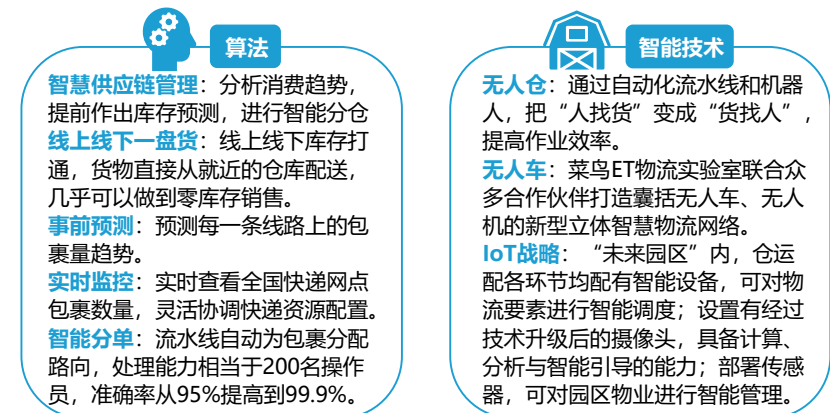 算法
智慧供应链管理：分析消费趋势，
提前作出库存预测，进行智能分仓
线上线下一盘货：线上线下库存打
通，货物直接从就近的仓库配送，
几乎可以做到零库存销售。
事前预测：预测每一条线路上的包
裹量趋势。
实时监控：实时查看全国快递网点
包裹数量，灵活协调快递资源配置。
智能分单：流水线自动为包裹分配
路向，处理能力相当于200名操作
员，准确率从95%提高到99.9%。
智能技术
无人仓：通过自动化流水线和机器
人，把“人找货”变成“货找人”，
提高作业效率。
无人车：菜鸟ET物流实验室联合众
多合作伙伴打造囊括无人车、无人
机的新型立体智慧物流网络。
IoT战略：“未来园区”内，仓运
配各环节均配有智能设备，可对物
流要素进行智能调度；设置有经过
技术升级后的摄像头，具备计算、
分析与智能引导的能力；部署传感
器，可对园区物业进行智能管理。